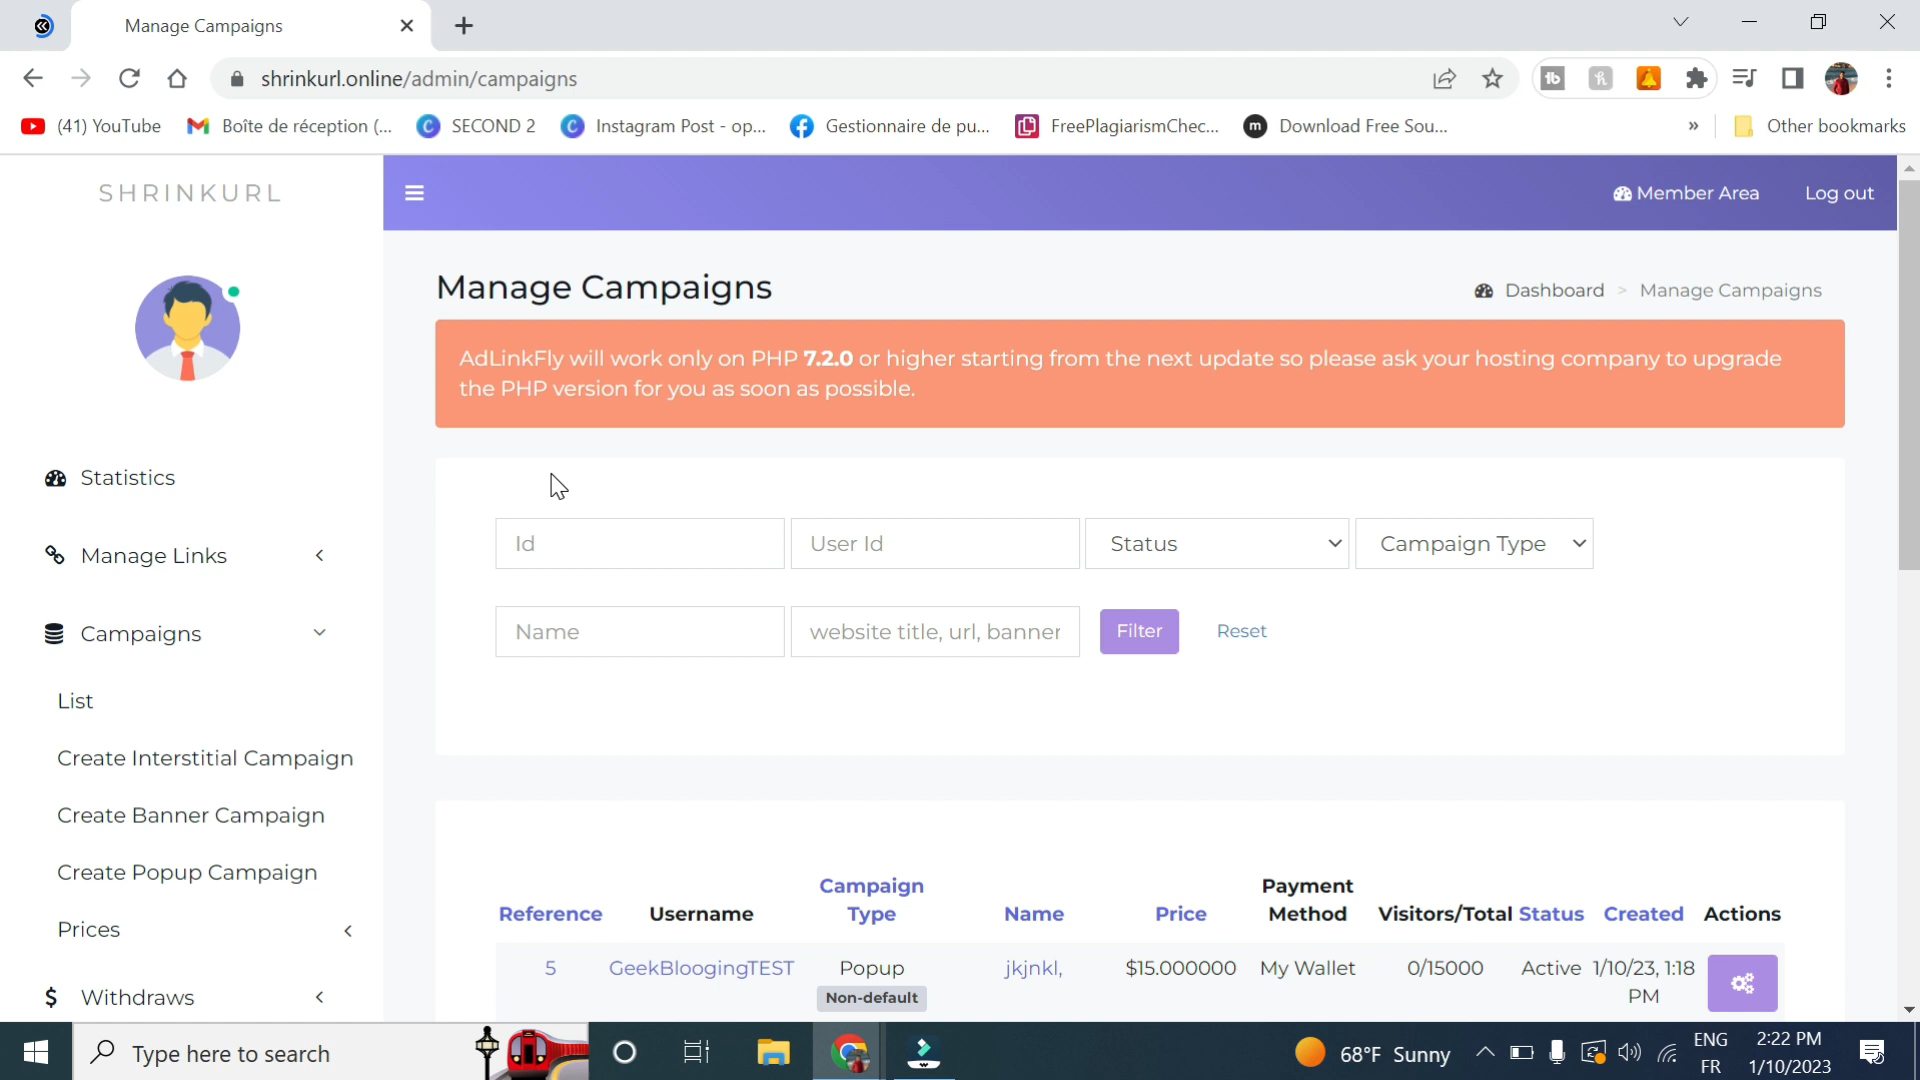 Manage Campaigns
shrinkurl.online/admin/campaigns
(41) YouTube
Boîte de réception (...
SECOND 2
Instagram Post - op...
Gestionnaire de pu...
FreePlagiarismChec...
Download Free Sou...
»
Other bookmarks
SHRINKURL
Member Area
Log out
Manage Campaigns
Dashboard > Manage Campaigns
AdLinkFly will work only on PHP 7.2.0 or higher starting from the next update so please ask your hosting company to upgrade
the PHP version for you as soon as possible.
Statistics
Manage Links
Campaigns
List
Create Interstitial Campaign
Create Banner Campaign
Create Popup Campaign
Prices
$ Withdraws
Id
User Id
Status
Campaign Type
Name
website title, url, banner
Filter
Reset
Reference
Username
Campaign
Type
Name
Price
Payment
Method
Visitors/Total
Status
Created
Actions
5
GeekBloogingTEST
Popup
Non-default
jkjnkl,
$15.000000
My Wallet
0/15000
Active
1/10/23, 1:18
PM
Type here to search
68°F Sunny
ENG
FR
2:22 PM
1/10/2023